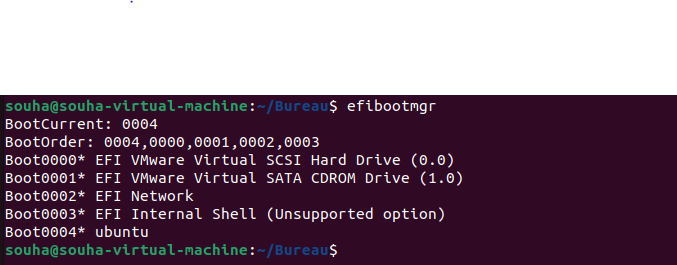 souha@souha-virtual-machine:~/Bureau$ efibootmgr
BootCurrent: 0004
BootOrder: 0004,0000,0001,0002,0003
Boot0000* EFI VMware Virtual SCSI Hard Drive (0.0)
Boot0001* EFI VMware Virtual SATA CDROM Drive (1.0)
Boot0002* EFI Network
Boot0003* EFI Internal Shell (Unsupported option)
Boot0004* ubuntu
souha@souha-virtual-machine:~/Bureau$